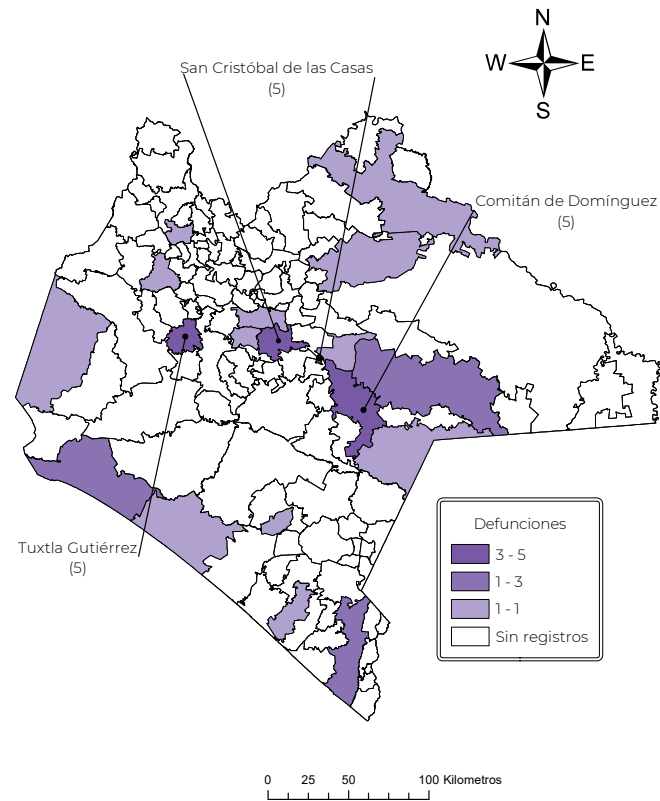 N
W E
S
San Cristóbal de las Casas
(5)
Comitán de Domínguez
(5)
Tuxtla Gutiérrez
(5)
Defunciones
3 - 5
1 - 3
1 - 1
Sin registros
0 25 50 100 Kilometros